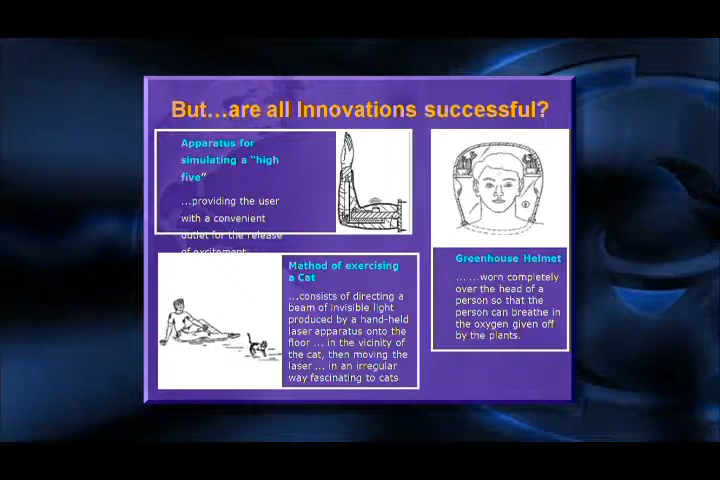 But...are all Innovations successful?
Apparatus for
simulating a "high
five"
...providing the user
with a convenient
outlet for the release
of excitement.
Greenhouse Helmet
... ...worn completely
over the head of a
person so that the
person can breathe in
the oxygen given off
by the plants.
Method of exercising
a Cat
...consists of directing a
beam of invisible light
produced by a hand-held
laser apparatus onto the
floor ... in the vicinity of
the cat, then moving the
laser ... in an irregular
way fascinating to cats